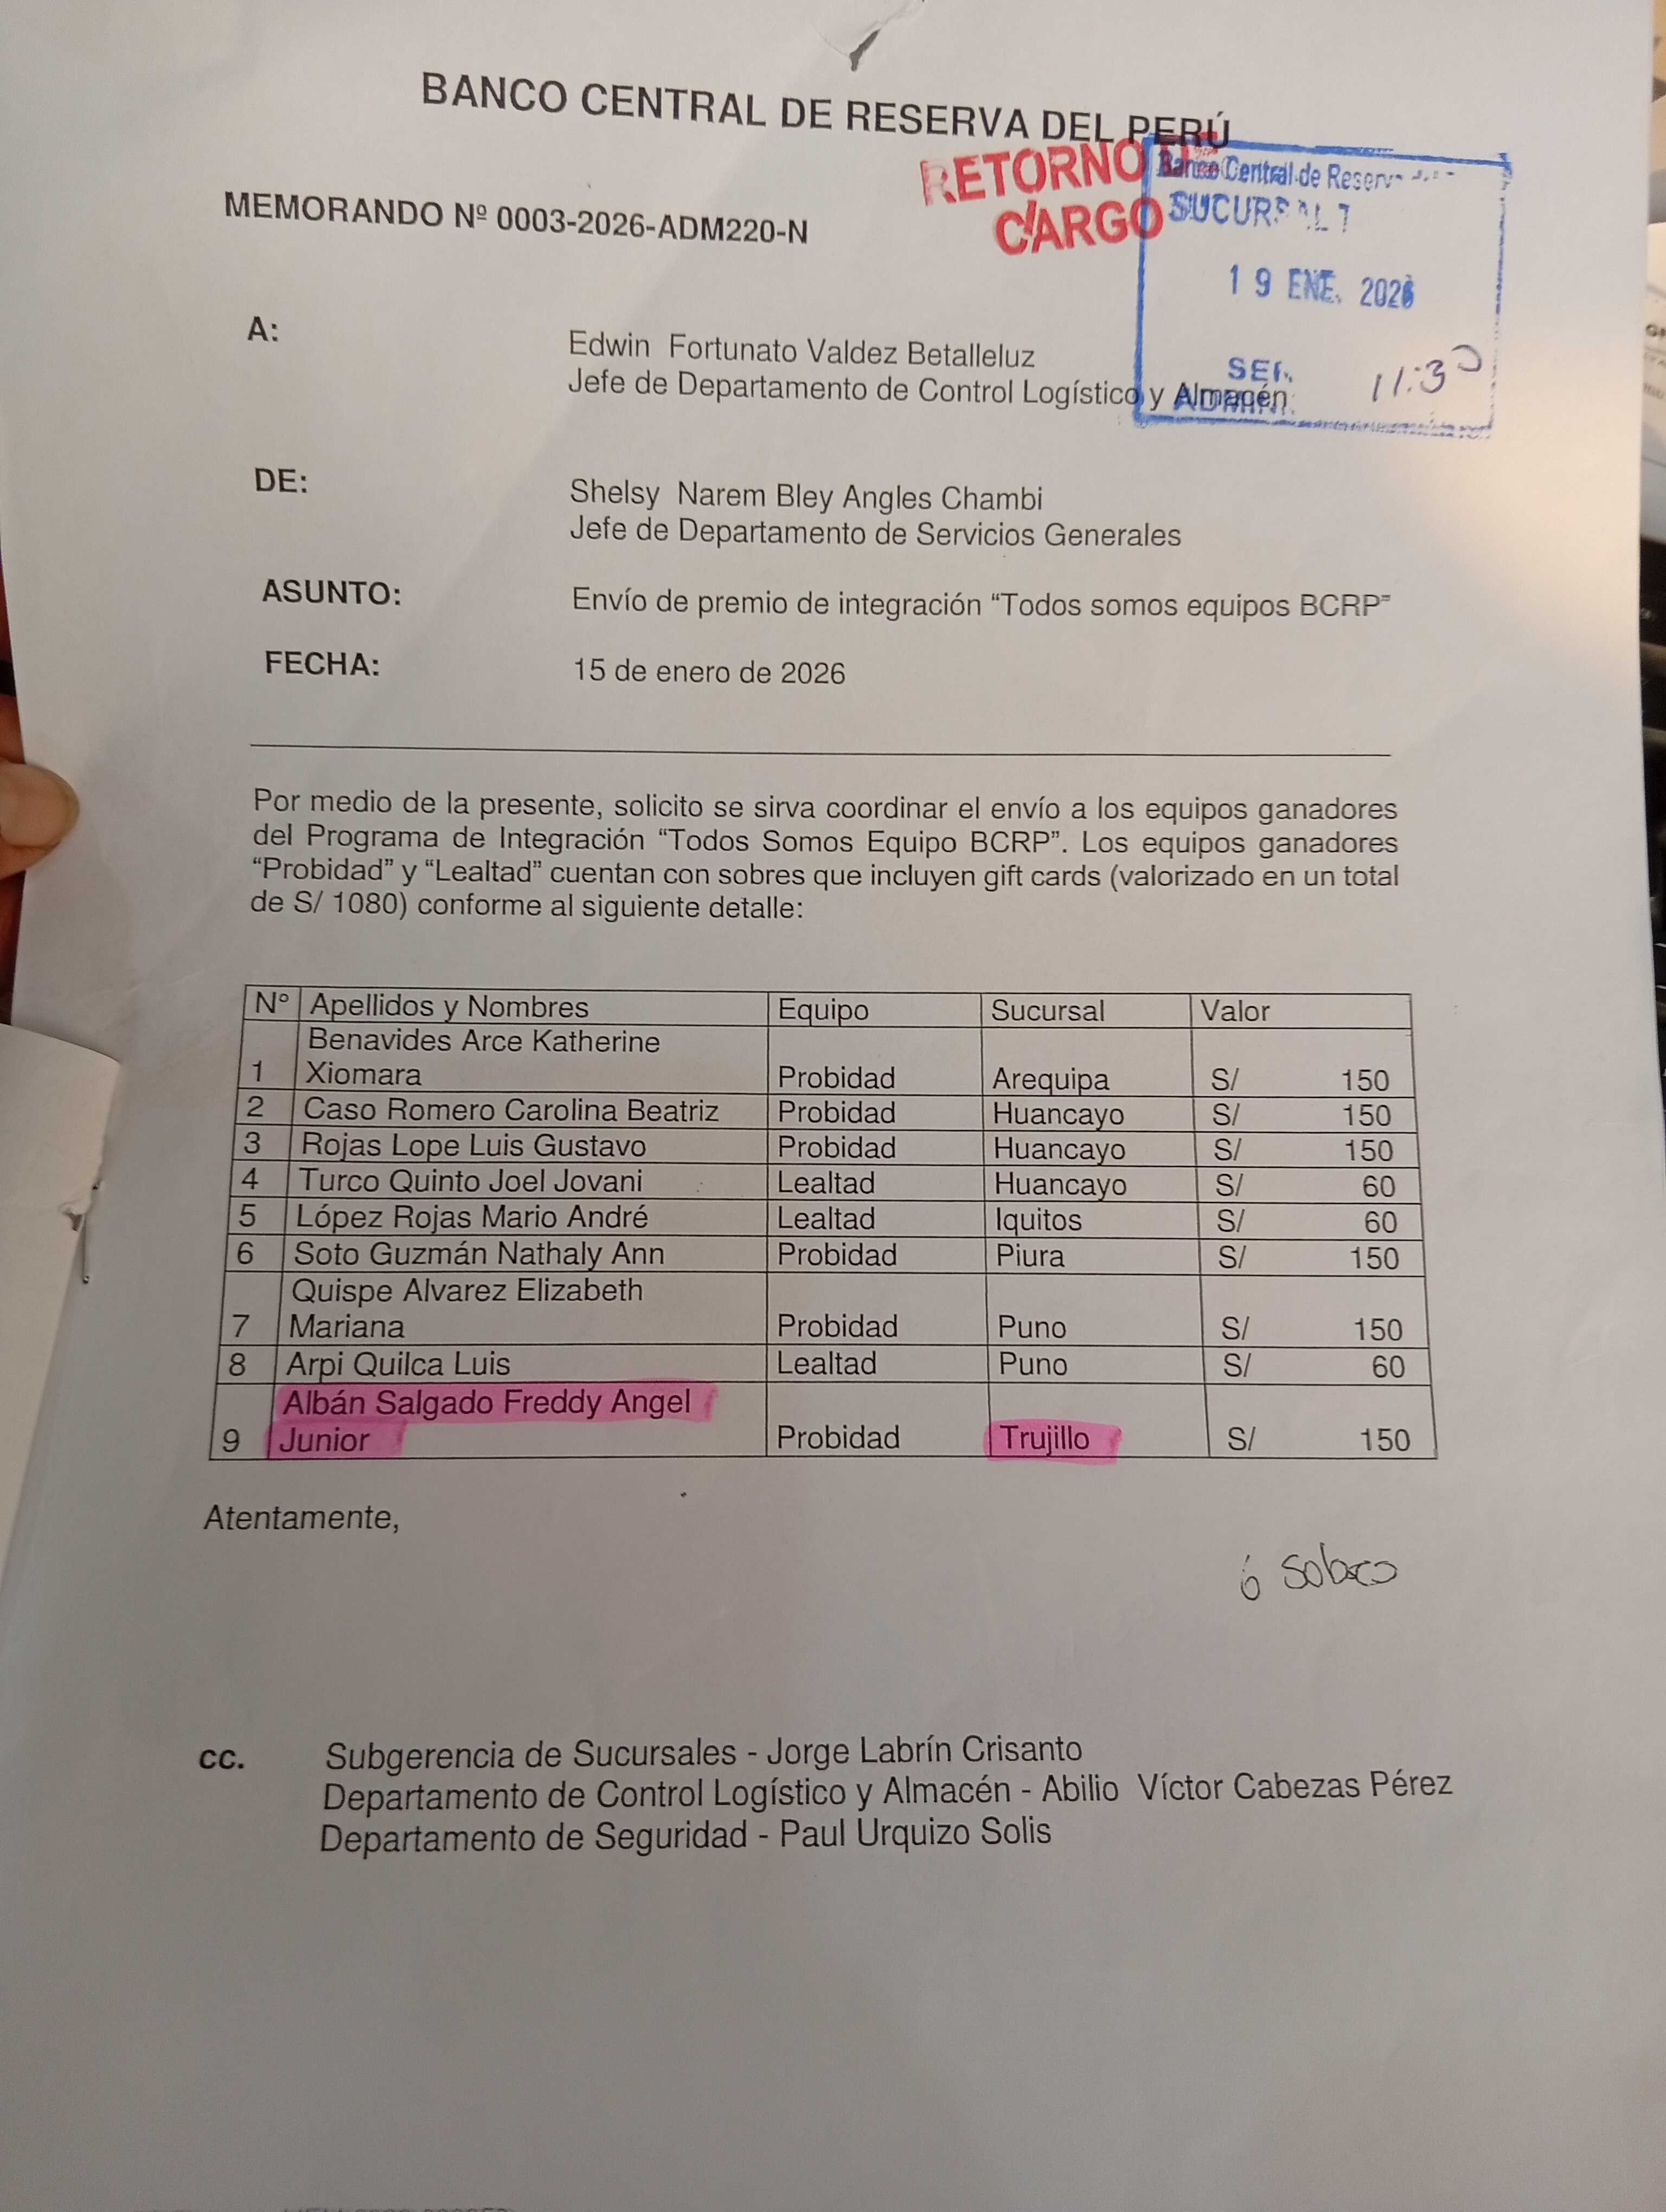 BANCO CENTRAL DE RESERVA DEL PERÚ
RETORNO
C/ARGO
Banco Central de Reserv
SUCURSAL T
19 ENE. 2026
11:30
MEMORANDO Nº 0003-2026-ADM220-N
A: Edwin Fortunato Valdez Betalleluz
Jefe de Departamento de Control Logístico y Almacén
DE: Shelsy Narem Bley Angles Chambi
Jefe de Departamento de Servicios Generales
ASUNTO: Envío de premio de integración “Todos somos equipos BCRP”
FECHA: 15 de enero de 2026
Por medio de la presente, solicito se sirva coordinar el envío a los equipos ganadores
del Programa de Integración “Todos Somos Equipo BCRP”. Los equipos ganadores
“Probidad” y “Lealtad” cuentan con sobres que incluyen gift cards (valorizado en un total
de S/ 1080) conforme al siguiente detalle:
N° Apellidos y Nombres Equipo Sucursal Valor
Benavides Arce Katherine
1 Xiomara Probidad Arequipa S/ 150
2 Caso Romero Carolina Beatriz Probidad Huancayo S/ 150
3 Rojas Lope Luis Gustavo Probidad Huancayo S/ 150
4 Turco Quinto Joel Jovani Lealtad Huancayo S/ 60
5 López Rojas Mario André Lealtad Iquitos S/ 60
6 Soto Guzmán Nathaly Ann Probidad Piura S/ 150
Quispe Alvarez Elizabeth
7 Mariana Probidad Puno S/ 150
8 Arpi Quilca Luis Lealtad Puno S/ 60
Albán Salgado Freddy Angel
9 Junior Probidad Trujillo S/ 150
Atentamente,
6
cc. Subgerencia de Sucursales - Jorge Labrín Crisanto
Departamento de Control Logístico y Almacén - Abilio Víctor Cabezas Pérez
Departamento de Seguridad - Paul Urquizo Solis